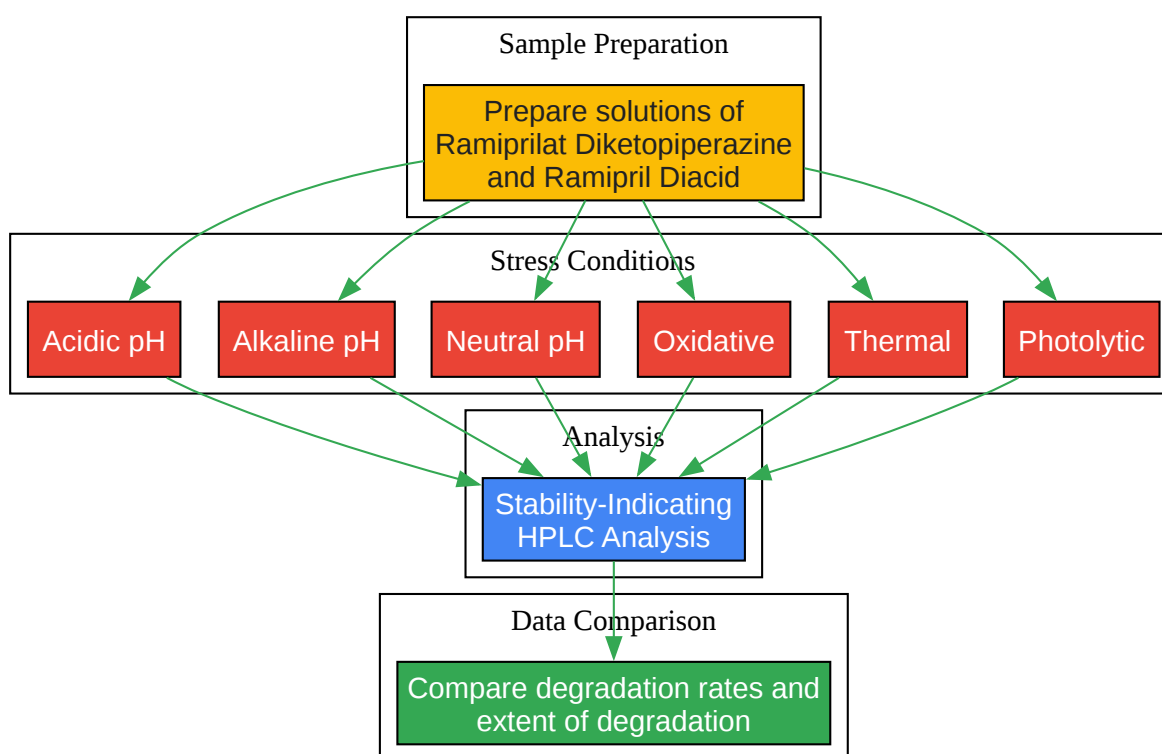 Sample Preparation
Prepare solutions of
Ramiprilat Diketopiperazine
and Ramipril Diacid
Stress Conditions
Acidic pH
Alkaline pH
Neutral pH
Oxidative
Thermal
Photolytic
Analysis
Stability-Indicating
HPLC Analysis
Data Comparison
Compare degradation rates and
extent of degradation